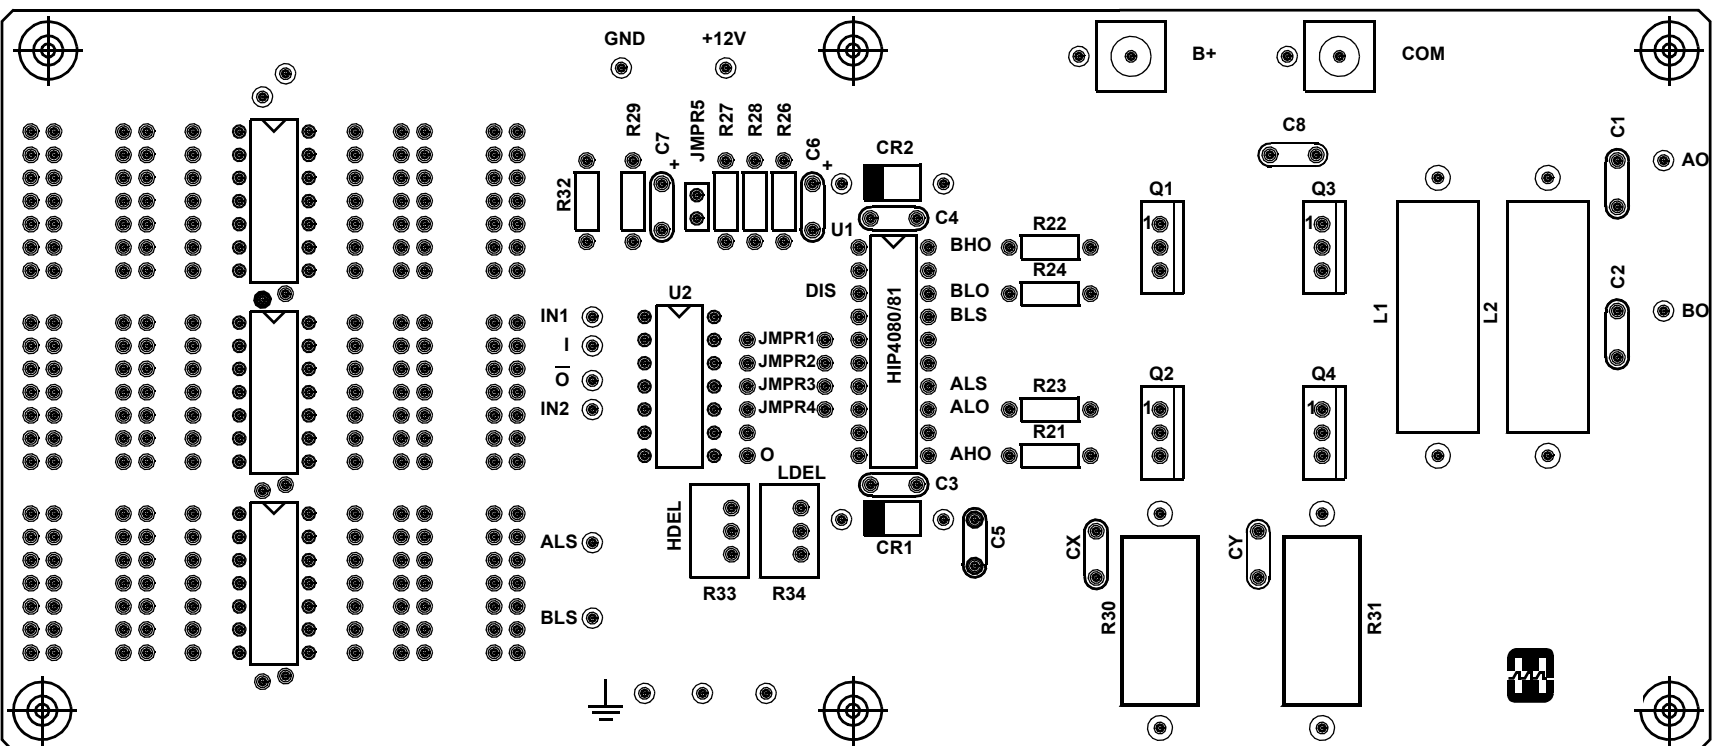 GND +12V B+ COM
R29 C7 + JMPR5 R27 R28 R26 C6 +
R32
CR2 C8 C1 AO
U1 C4 Q1 Q3
1 1
BHO R22
R24
DIS BLO
BLS
HIP4080/81
L1 L2 C2 BO
U2
IN1
I
O
IN2
JMPR1
JMPR2
JMPR3
JMPR4
O
ALS R23 Q2 Q4
ALO 1 1
R21
AHO
LDEL C3
HDEL
R33 R34
CR1 C5
CX CY
R30 R31
ALS
BLS